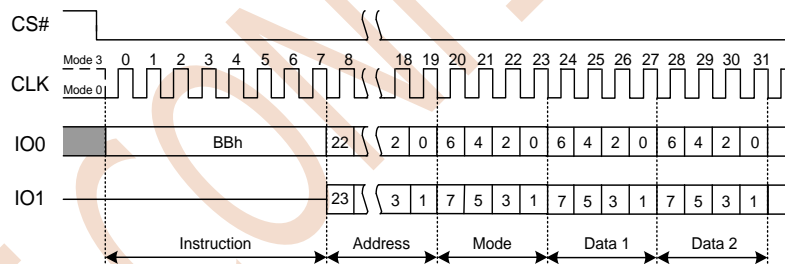 CS#
Mode 3 0 1 2 3 4 5 6 7 8 18 19 20 21 22 23 24 25 26 27 28 29 30 31
CLK
Mode 0
IO0 BBh 22 2 0 6 4 2 0 6 4 2 0 6 4 2 0
IO1 23 3 1 7 5 3 1 7 5 3 1 7 5 3 1
Instruction Address Mode Data 1 Data 2